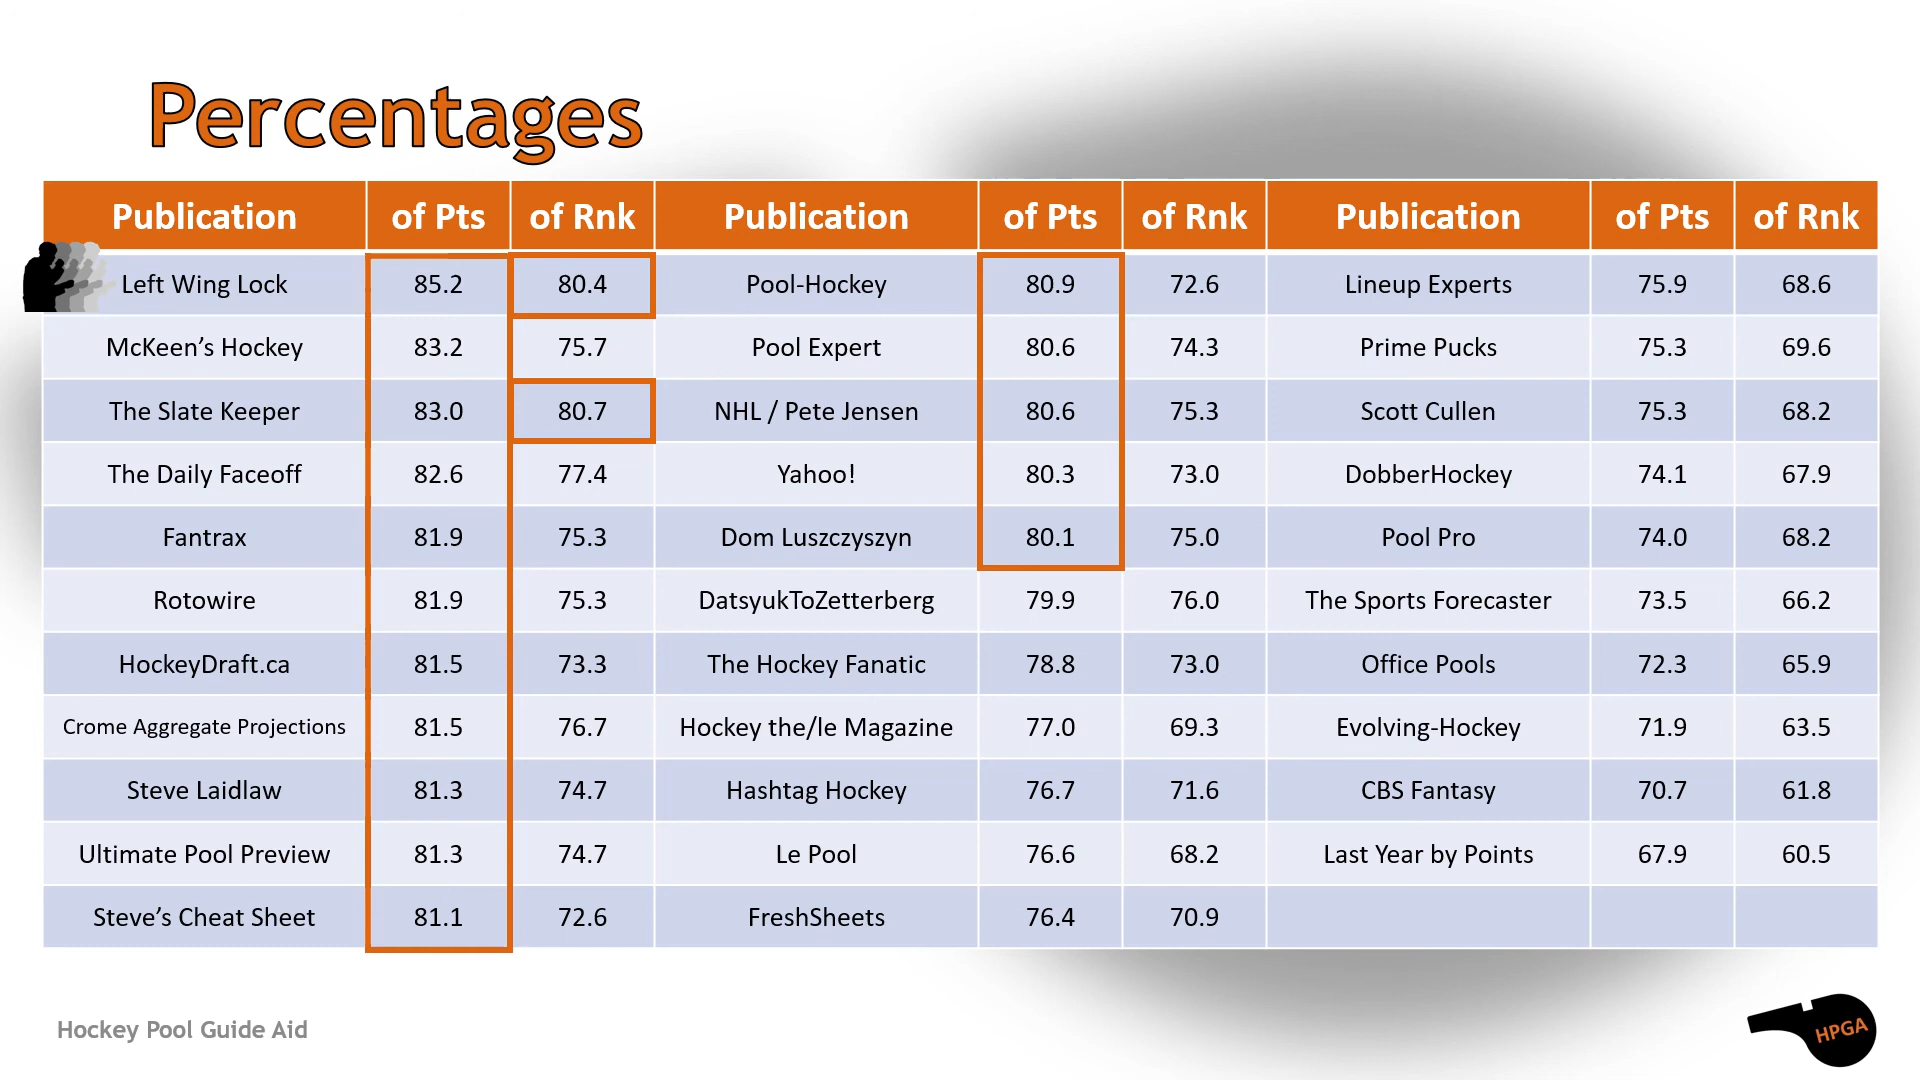 Percentages
Publication of Pts of Rnk Publication of Pts of Rnk Publication of Pts of Rnk
Left Wing Lock 85.2 80.4 Pool-Hockey 80.9 72.6 Lineup Experts 75.9 68.6
McKeen’s Hockey 83.2 75.7 Pool Expert 80.6 74.3 Prime Pucks 75.3 69.6
The Slate Keeper 83.0 80.7 NHL / Pete Jensen 80.6 75.3 Scott Cullen 75.3 68.2
The Daily Faceoff 82.6 77.4 Yahoo! 80.3 73.0 DobberHockey 74.1 67.9
Fantrax 81.9 75.3 Dom Luszczyszyn 80.1 75.0 Pool Pro 74.0 68.2
Rotowire 81.9 75.3 DatsyukToZetterberg 79.9 76.0 The Sports Forecaster 73.5 66.2
HockeyDraft.ca 81.5 73.3 The Hockey Fanatic 78.8 73.0 Office Pools 72.3 65.9
Crome Aggregate Projections 81.5 76.7 Hockey the/le Magazine 77.0 69.3 Evolving-Hockey 71.9 63.5
Steve Laidlaw 81.3 74.7 Hashtag Hockey 76.7 71.6 CBS Fantasy 70.7 61.8
Ultimate Pool Preview 81.3 74.7 Le Pool 76.6 68.2 Last Year by Points 67.9 60.5
Steve’s Cheat Sheet 81.1 72.6 FreshSheets 76.4 70.9
Hockey Pool Guide Aid
HPGA